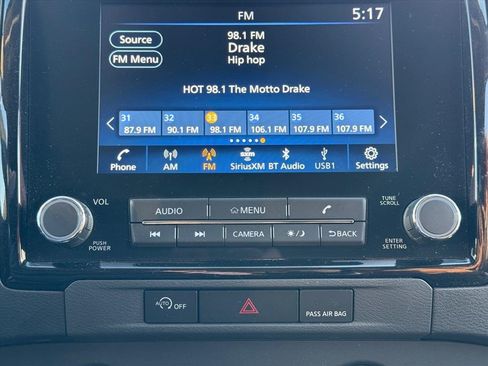 FM 5:17
Source 98.1 FM
Drake
FM Menu Hip hop
HOT 98.1 The Motto Drake
31 32 33 34 35 36
87.9 FM 90.1 FM 98.1 FM 106.1 FM 107.9 FM 107.9 FM
sxm
Phone AM FM SiriusXM BT Audio USB1 Settings
VOL AUDIO MENU TUNE
SCROLL
PUSH
POWER CAMERA BACK ENTER
SETTING
AUTO OFF PASS AIR BAG